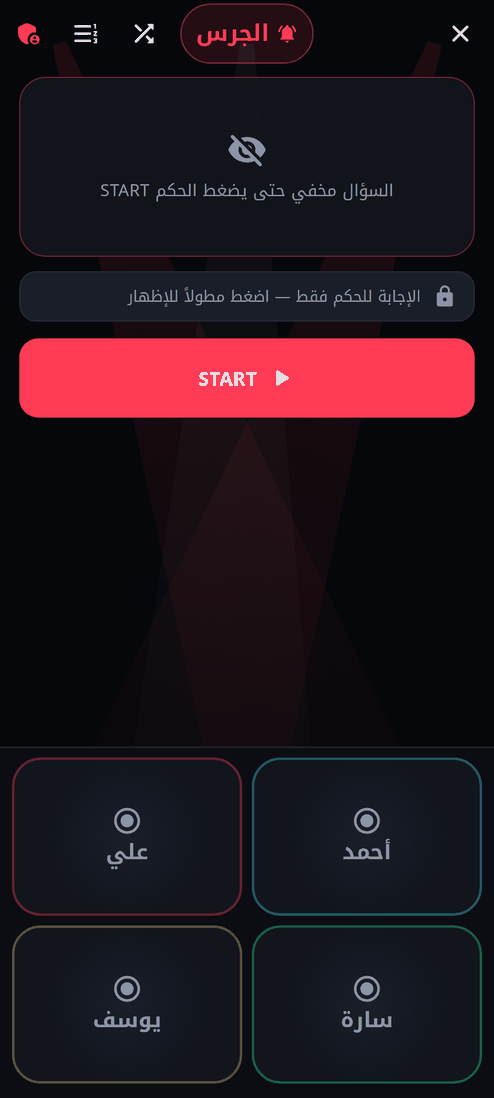 الجرس
السؤال مخفي حتى يضغط الحكم START
الإجابة للحكم فقط — اضغط مطولاً للإظهار
START
أحمد
علي
سارة
يوسف